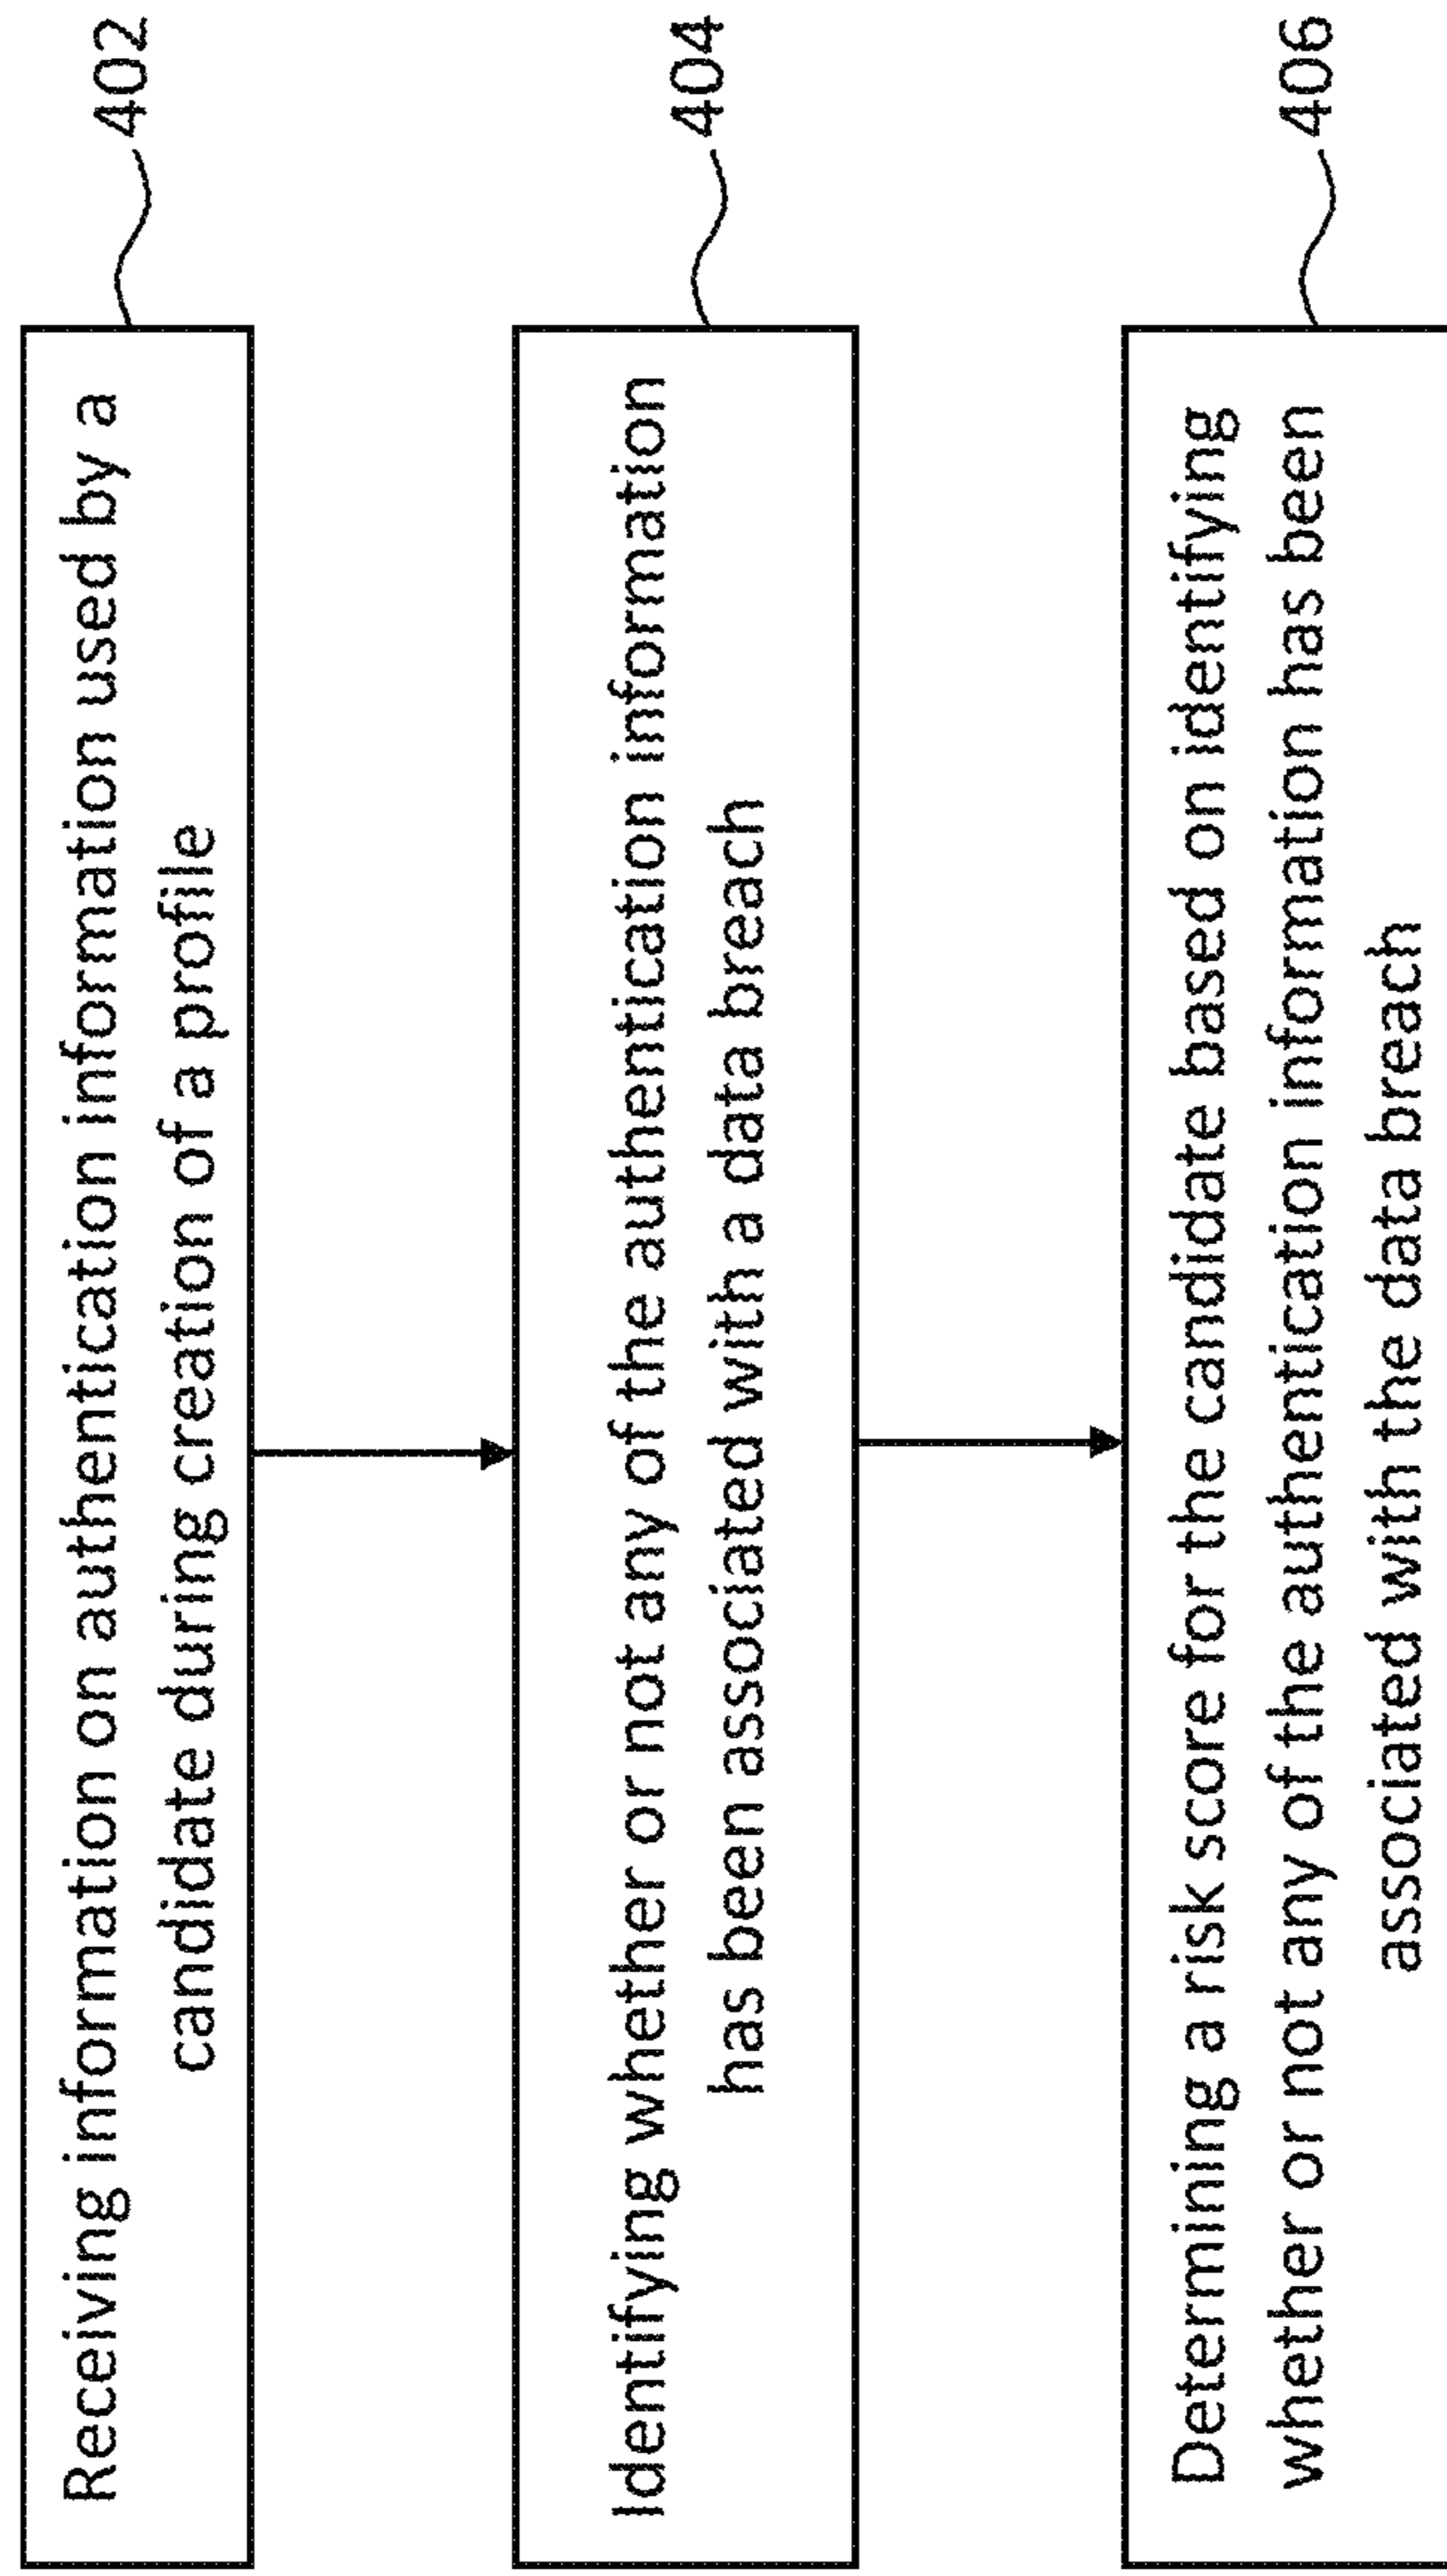 Receiving information on authentication information used by a
candidate during creation of a profile
402
Identifying whether or not any of the authentication information
has been associated with a data breach
404
Determining a risk score for the candidate based on identifying
whether or not any of the authentication information has been
associated with the data breach
406